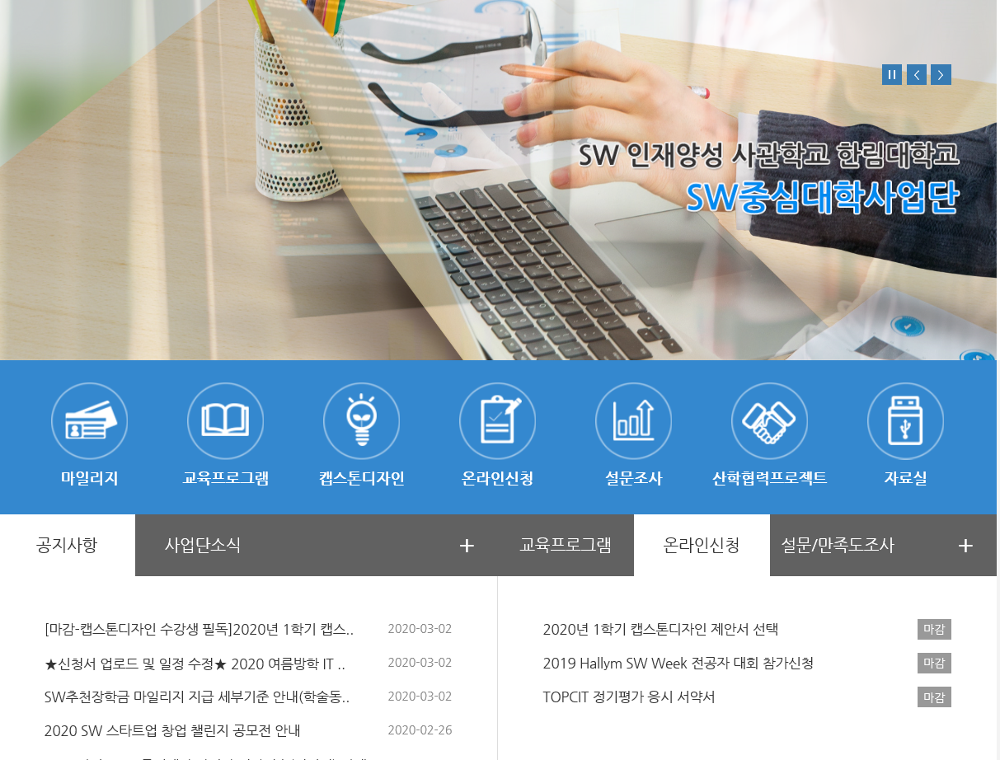 SW 인재양성 사관학교 한림대학교
SW중심대학사업단
마일리지
교육프로그램
캡스톤디자인
온라인신청
설문조사
산학협력프로젝트
자료실
공지사항
사업단소식
+
교육프로그램
온라인신청
설문/만족도조사
+
[마감-캡스톤디자인 수강생 필독]2020년 1학기 캡스.. 2020-03-02
★신청서 업로드 및 일정 수정★ 2020 여름방학 IT .. 2020-03-02
SW추천장학금 마일리지 지급 세부기준 안내(학술동.. 2020-03-02
2020 SW 스타트업 창업 챌린지 공모전 안내 2020-02-26
2020년 1학기 캡스톤디자인 제안서 선택 마감
2019 Hallym SW Week 전공자 대회 참가신청 마감
TOPCIT 정기평가 응시 서약서 마감